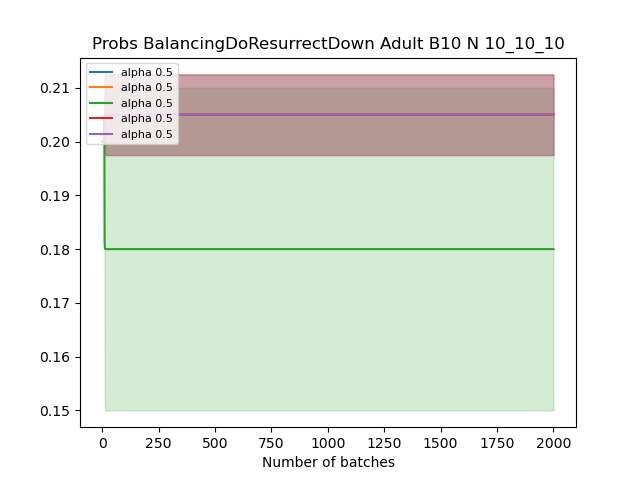 Probs BalancingDoResurrectDown Adult B10 N 10_10_10
alpha 0.5
alpha 0.5
alpha 0.5
alpha 0.5
alpha 0.5
0.21
0.20
0.19
0.18
0.17
0.16
0.15
0 250 500 750 1000 1250 1500 1750 2000
Number of batches